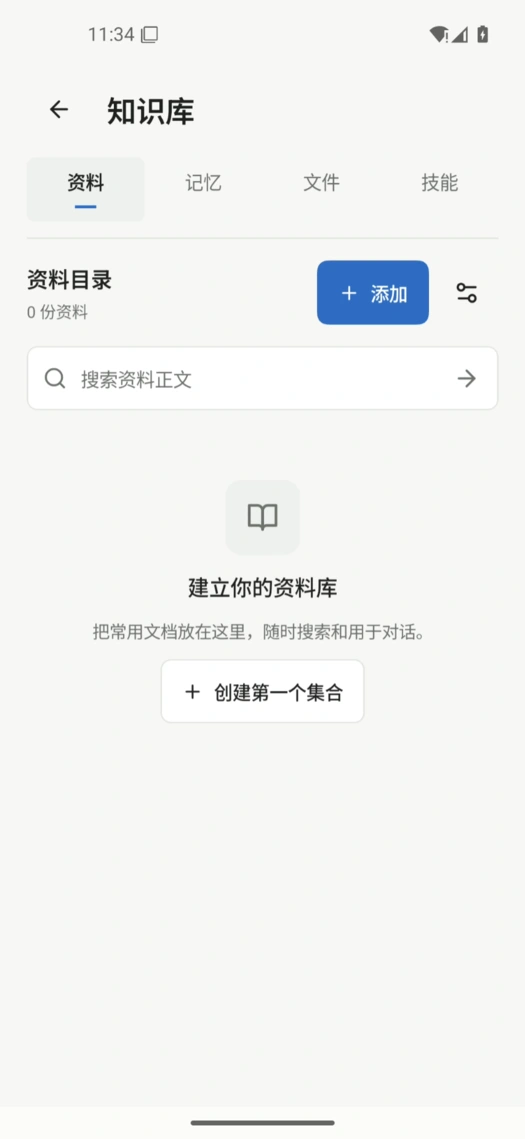 11:34
知识库
资料
记忆
文件
技能
资料目录
0 份资料
添加
搜索资料正文
建立你的资料库
把常用文档放在这里，随时搜索和用于对话。
创建第一个集合